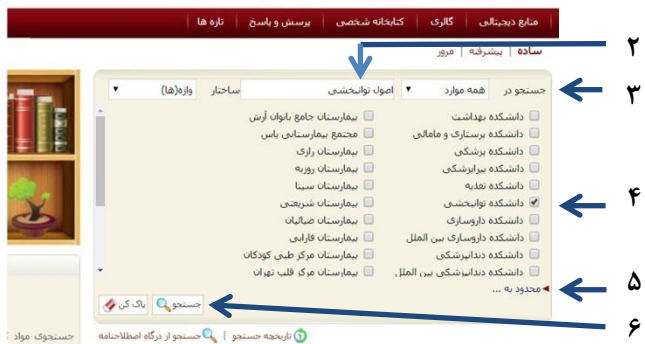 منابع دیجیتالی | گالری | کتابخانه شخصی | پرسش و پاسخ | تازه ها
ساده | پیشرفته | مرور
۲
جستجو در همه موارد اصول توانبخشی ساختار واژه(ها)
۳
دانشکده بهداشت بیمارستان جامع بانوان آرش
دانشکده پرستاری و مامائی مجتمع بیمارستانی یاس
دانشکده پزشکی بیمارستان رازی
دانشکده پیراپزشکی بیمارستان روزبه
دانشکده تغذیه بیمارستان سینا
دانشکده توانبخشی بیمارستان شریعتی
۴
دانشکده داروسازی بیمارستان ضیائیان
دانشکده داروسازی بین الملل بیمارستان فارابی
دانشکده دندانپزشکی بیمارستان مرکز طبی کودکان
دانشکده دندانپزشکی بین الملل بیمارستان مرکز قلب تهران
محدود به ...
۵
جستجو پاک کن
۶
تاریخچه جستجو | جستجو از درگاه اصطلاحنامه
جستجوی مواد